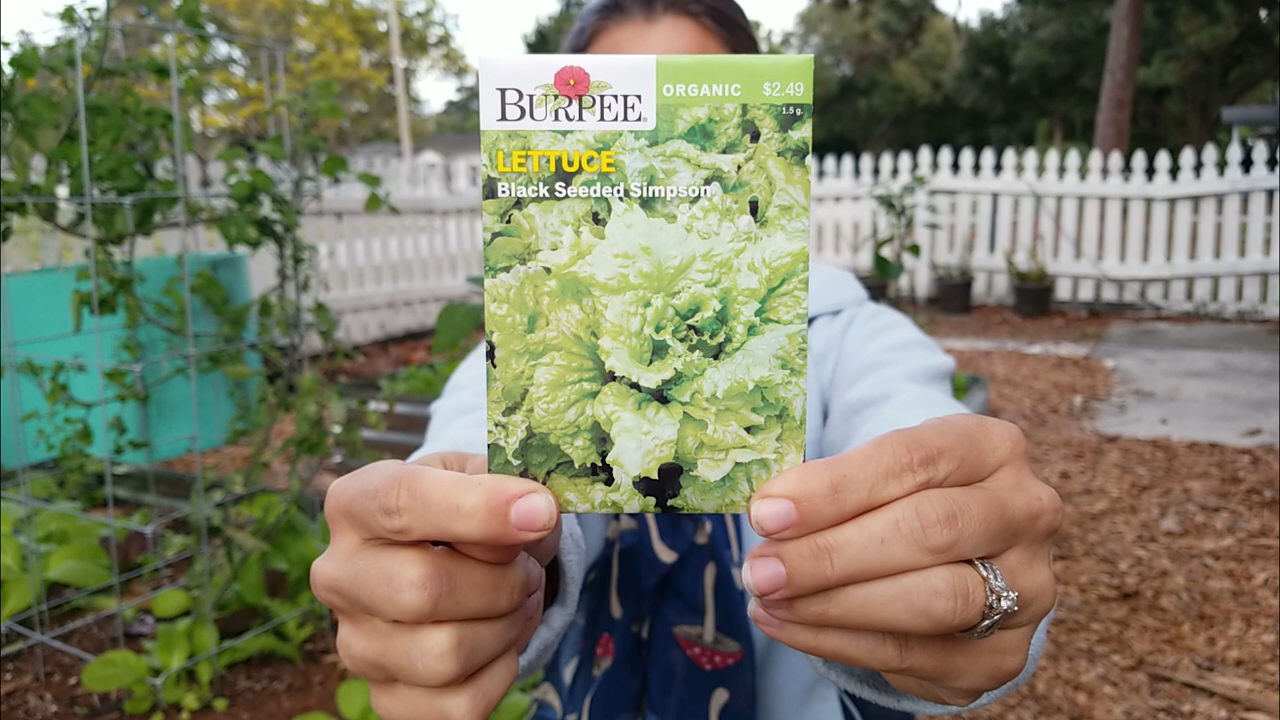 BURPEE®
ORGANIC $2.49
1.5 g.
LETTUCE
Black Seeded Simpson